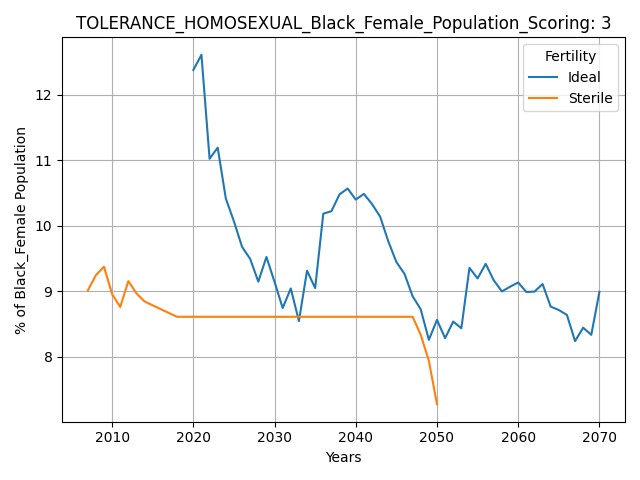 TOLERANCE_HOMOSEXUAL_Black_Female_Population_Scoring: 3
Fertility
Ideal
Sterile
% of Black_Female Population
12
11
10
9
8
2010 2020 2030 2040 2050 2060 2070
Years